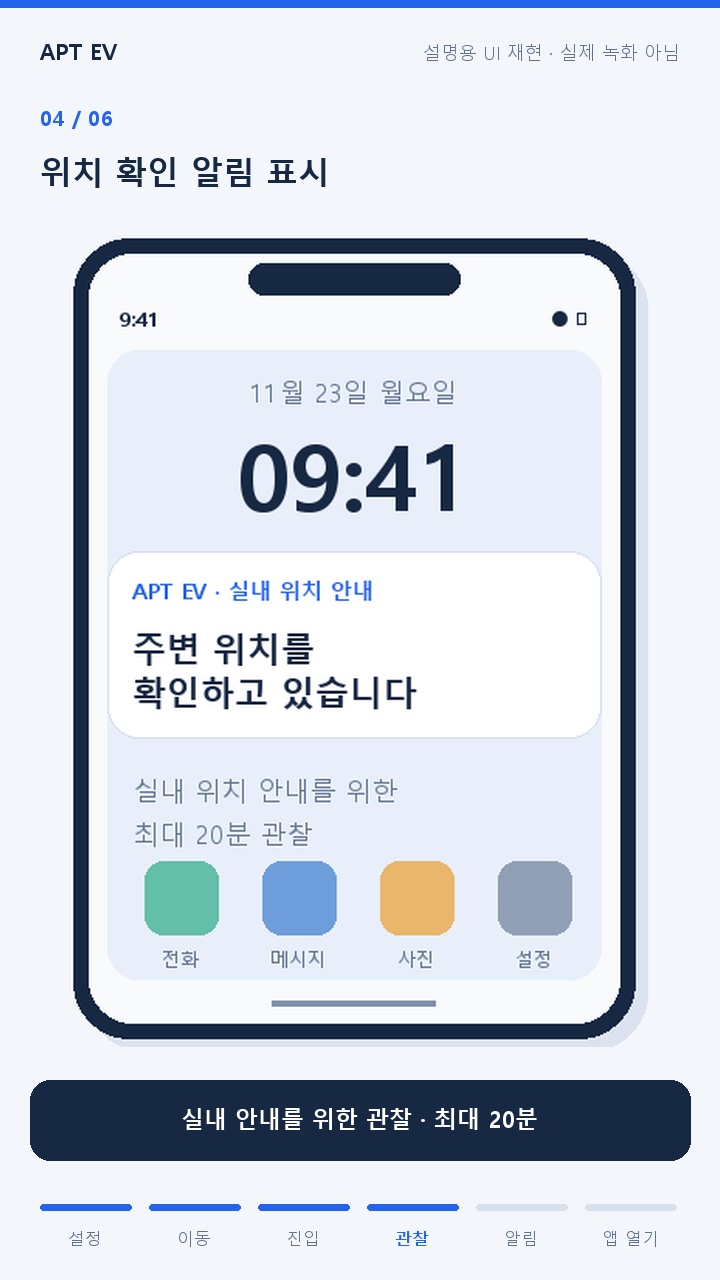 APT EV
설명용 UI 재현 · 실제 녹화 아님
04 / 06
위치 확인 알림 표시
9:41
11월 23일 월요일
09:41
APT EV · 실내 위치 안내
주변 위치를
확인하고 있습니다
실내 위치 안내를 위한
최대 20분 관찰
전화 메시지 사진 설정
실내 안내를 위한 관찰 · 최대 20분
설정 이동 진입 관찰 알림 앱 열기